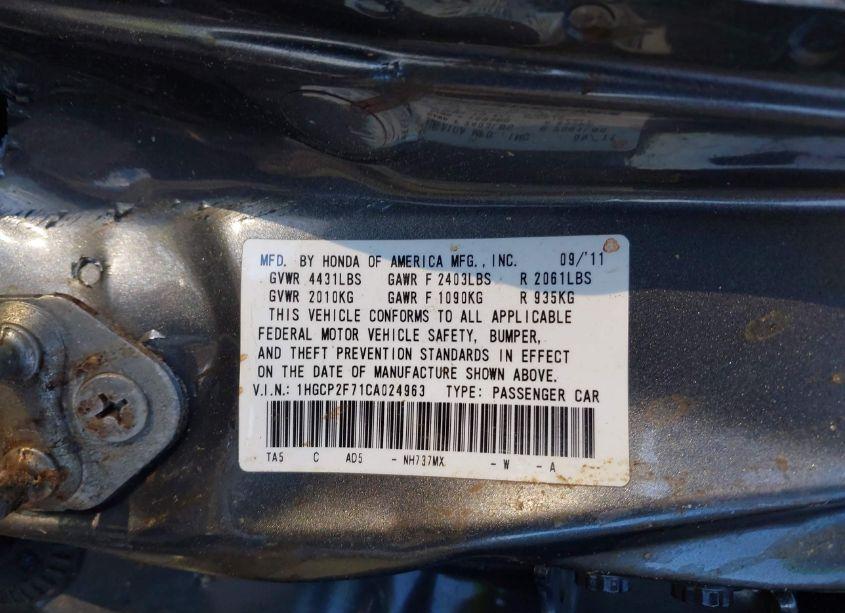 MFD. BY HONDA OF AMERICA MFG., INC. 09/'11
GVWR 4431LBS GAWR F 2403LBS R 2061LBS
GVWR 2010KG GAWR F 1090KG R 935KG
THIS VEHICLE CONFORMS TO ALL APPLICABLE
FEDERAL MOTOR VEHICLE SAFETY, BUMPER,
AND THEFT PREVENTION STANDARDS IN EFFECT
ON THE DATE OF MANUFACTURE SHOWN ABOVE.
V.I.N.: 1HGCP2F71CA024963 TYPE: PASSENGER CAR
TA5 C AD5 - NH737MX - W - A